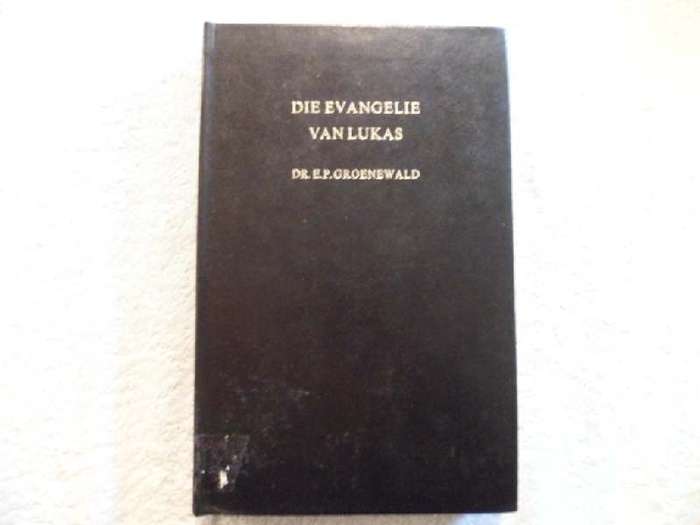 DIE EVANGELIE
VAN LUKAS
DR. E.P. GROENEWALD